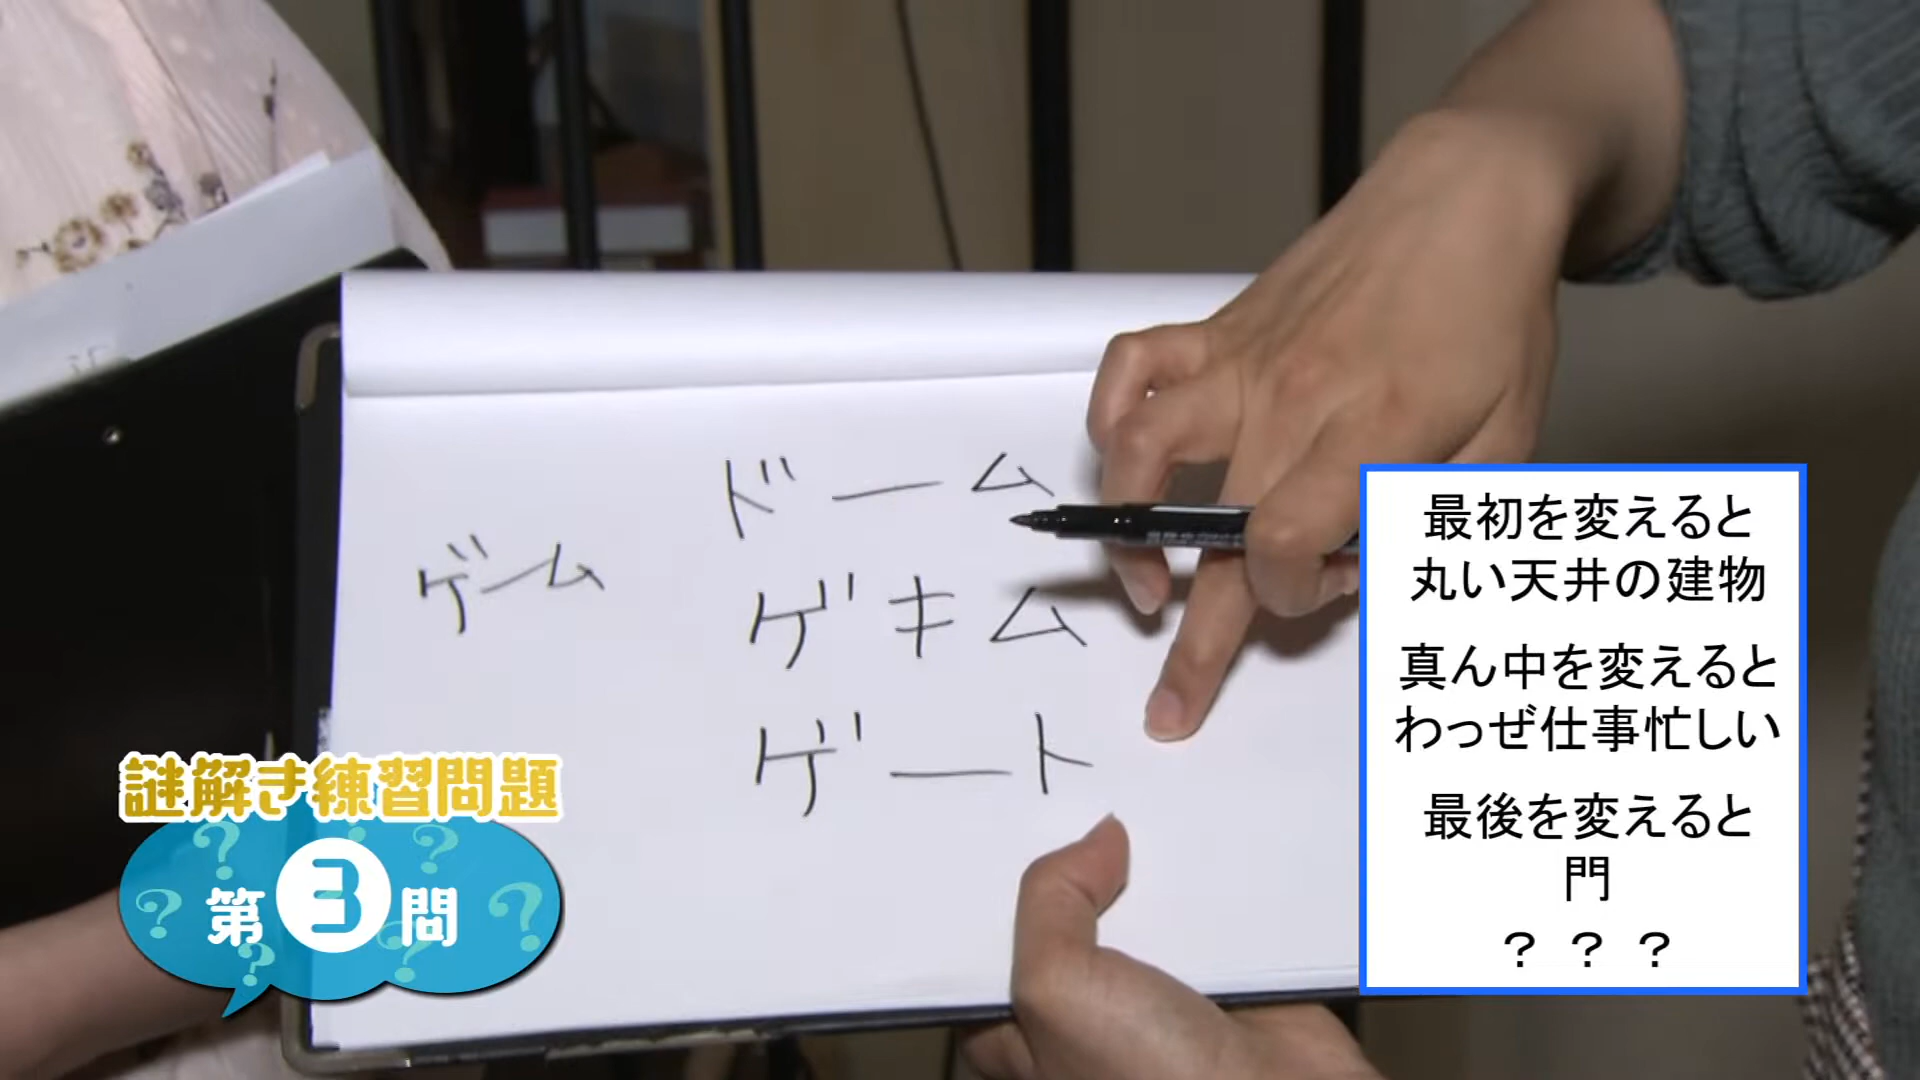 ドーム
ゲーム
ゲキム
ゲート
最初を変えると
丸い天井の建物
真ん中を変えると
わっぜ仕事忙しい
最後を変えると
門
？？？
謎解き練習問題
第3問